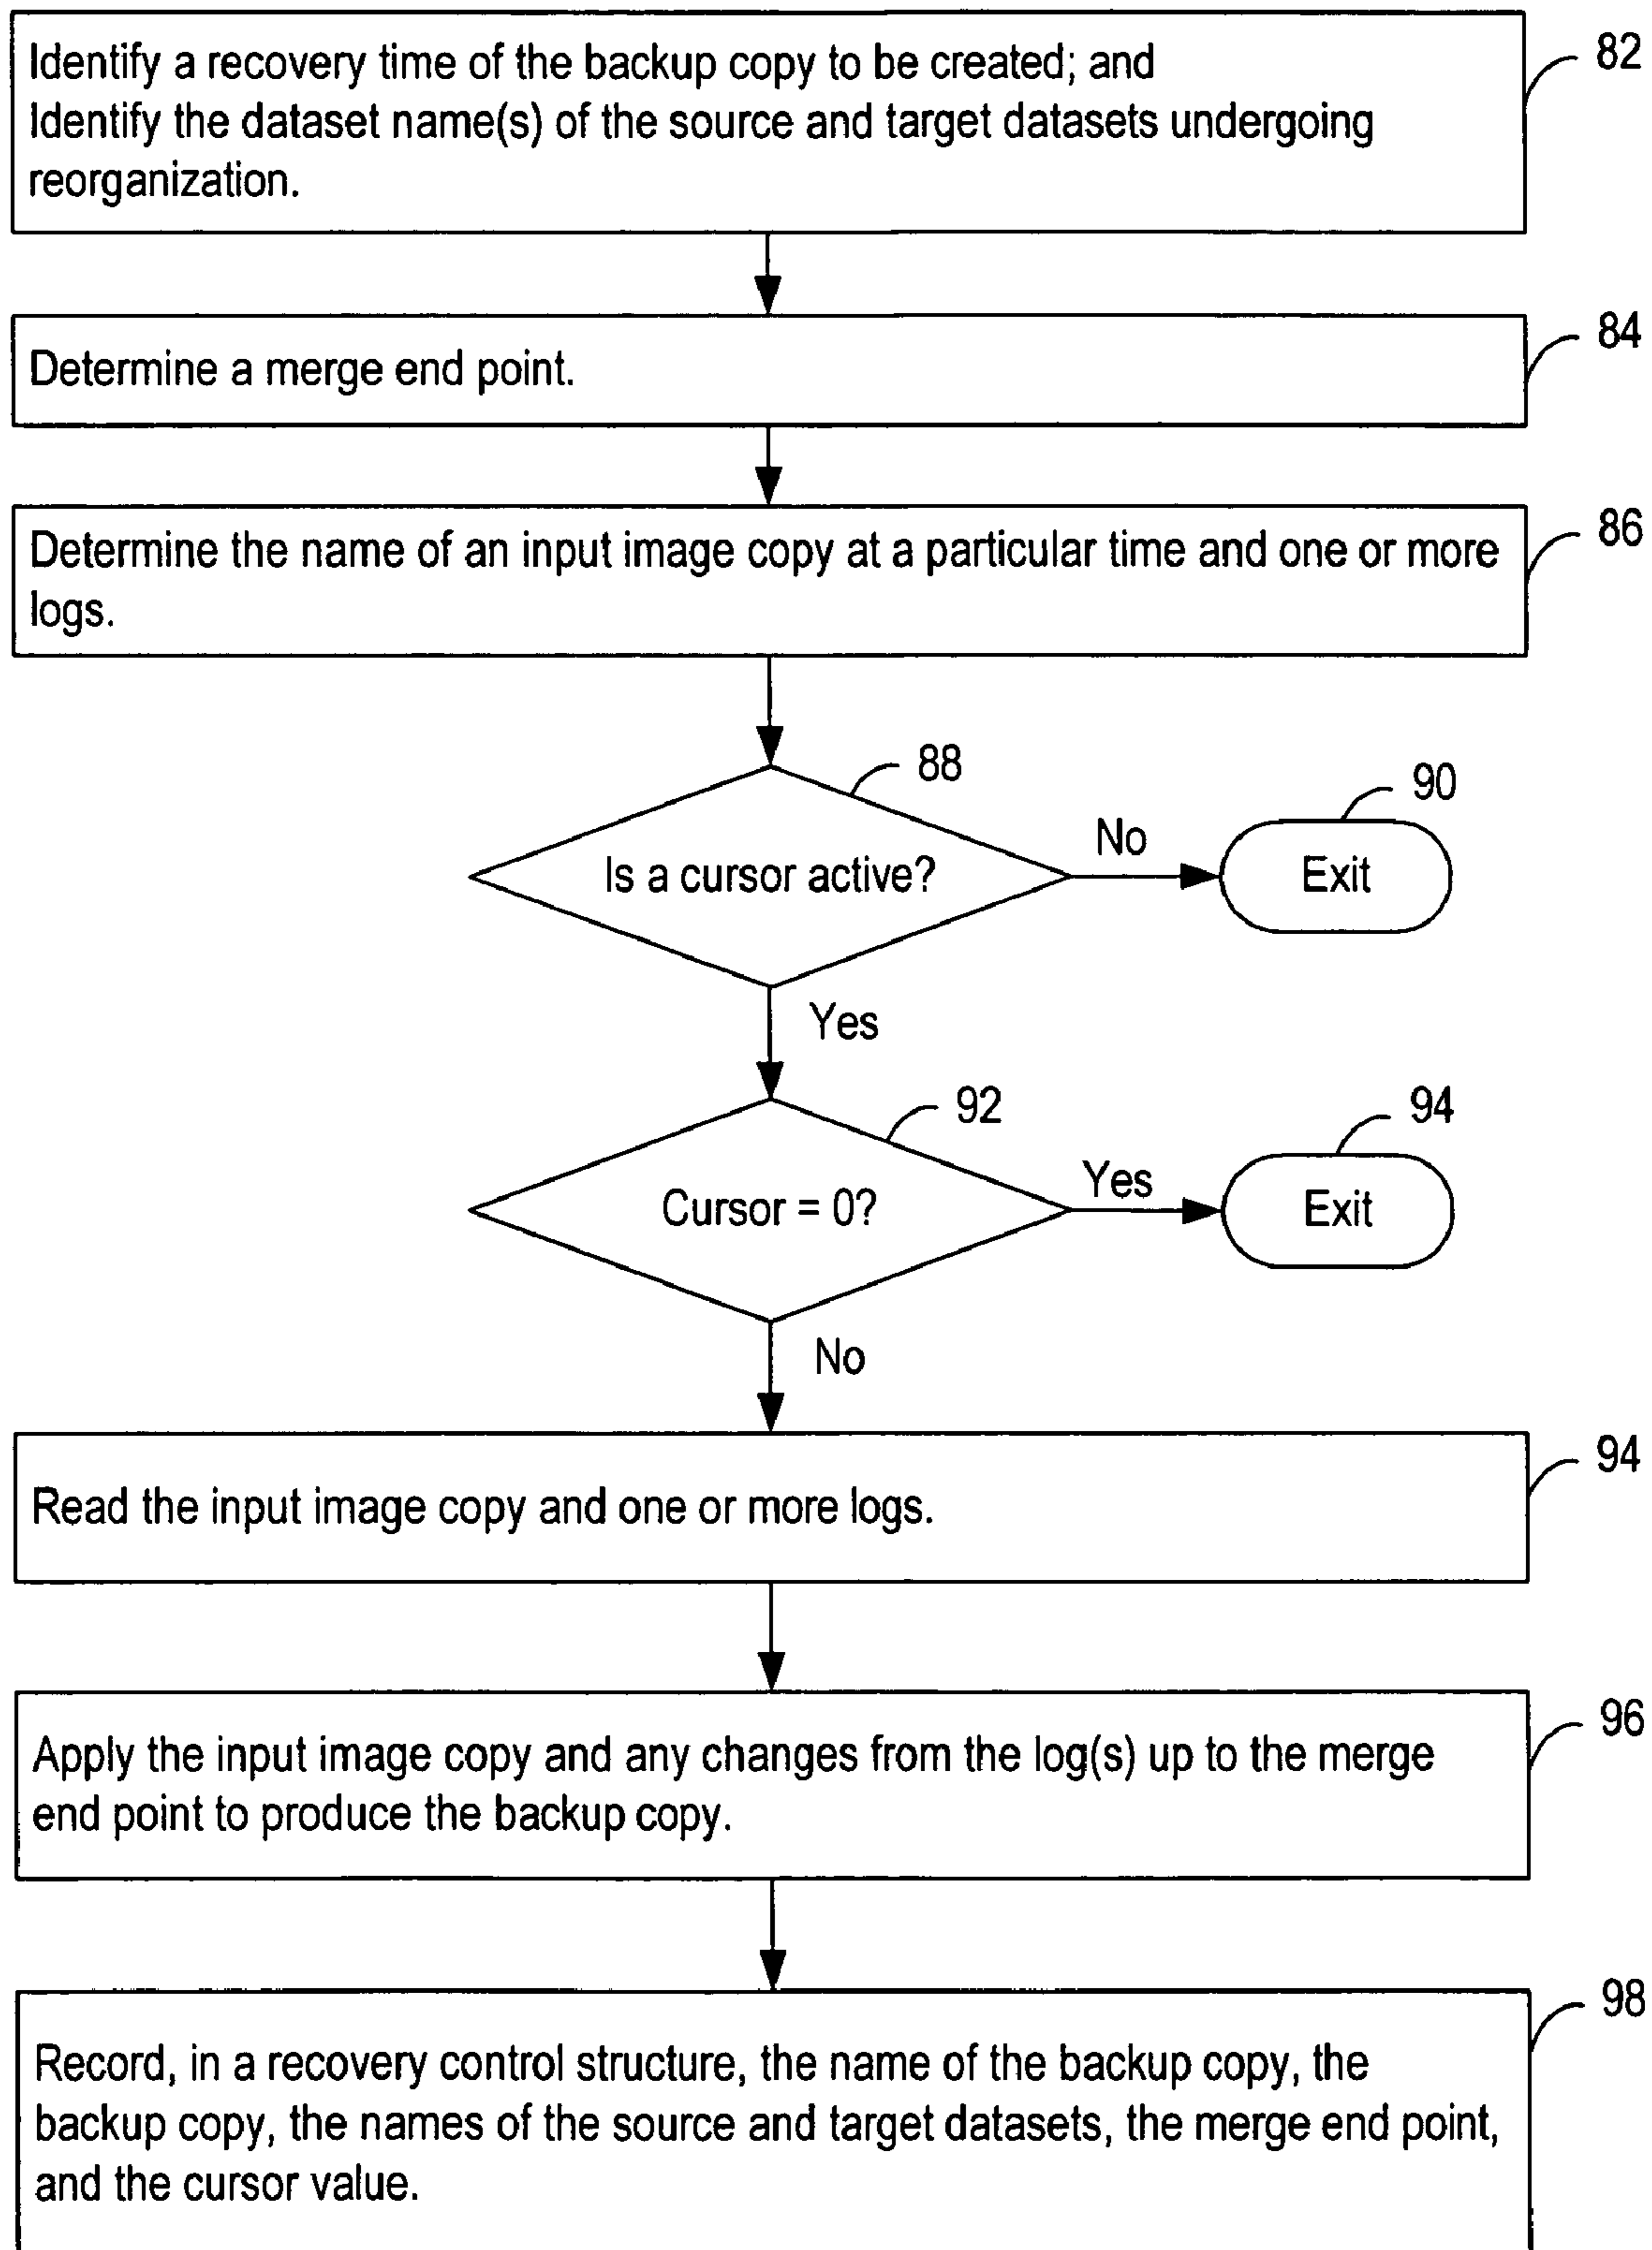 Identify a recovery time of the backup copy to be created; and
Identify the dataset name(s) of the source and target datasets undergoing
reorganization.
82
Determine a merge end point.
84
Determine the name of an input image copy at a particular time and one or more
logs.
86
88
Is a cursor active?
No
90
Exit
Yes
92
Cursor = 0?
Yes
94
Exit
No
Read the input image copy and one or more logs.
94
Apply the input image copy and any changes from the log(s) up to the merge
end point to produce the backup copy.
96
Record, in a recovery control structure, the name of the backup copy, the
backup copy, the names of the source and target datasets, the merge end point,
and the cursor value.
98